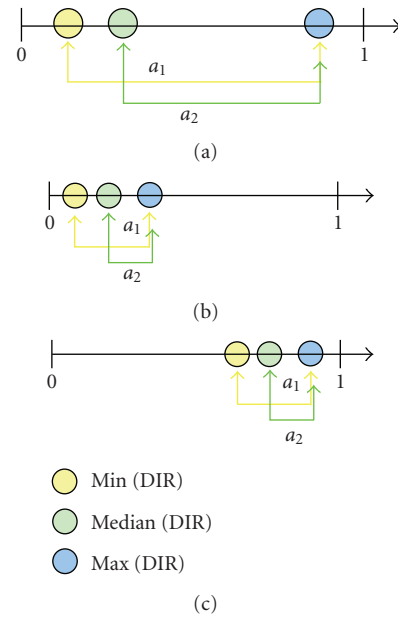 0 1
a1
a2
(a)
0 1
a1
a2
(b)
0 1
a1
a2
Min (DIR)
Median (DIR)
Max (DIR)
(c)